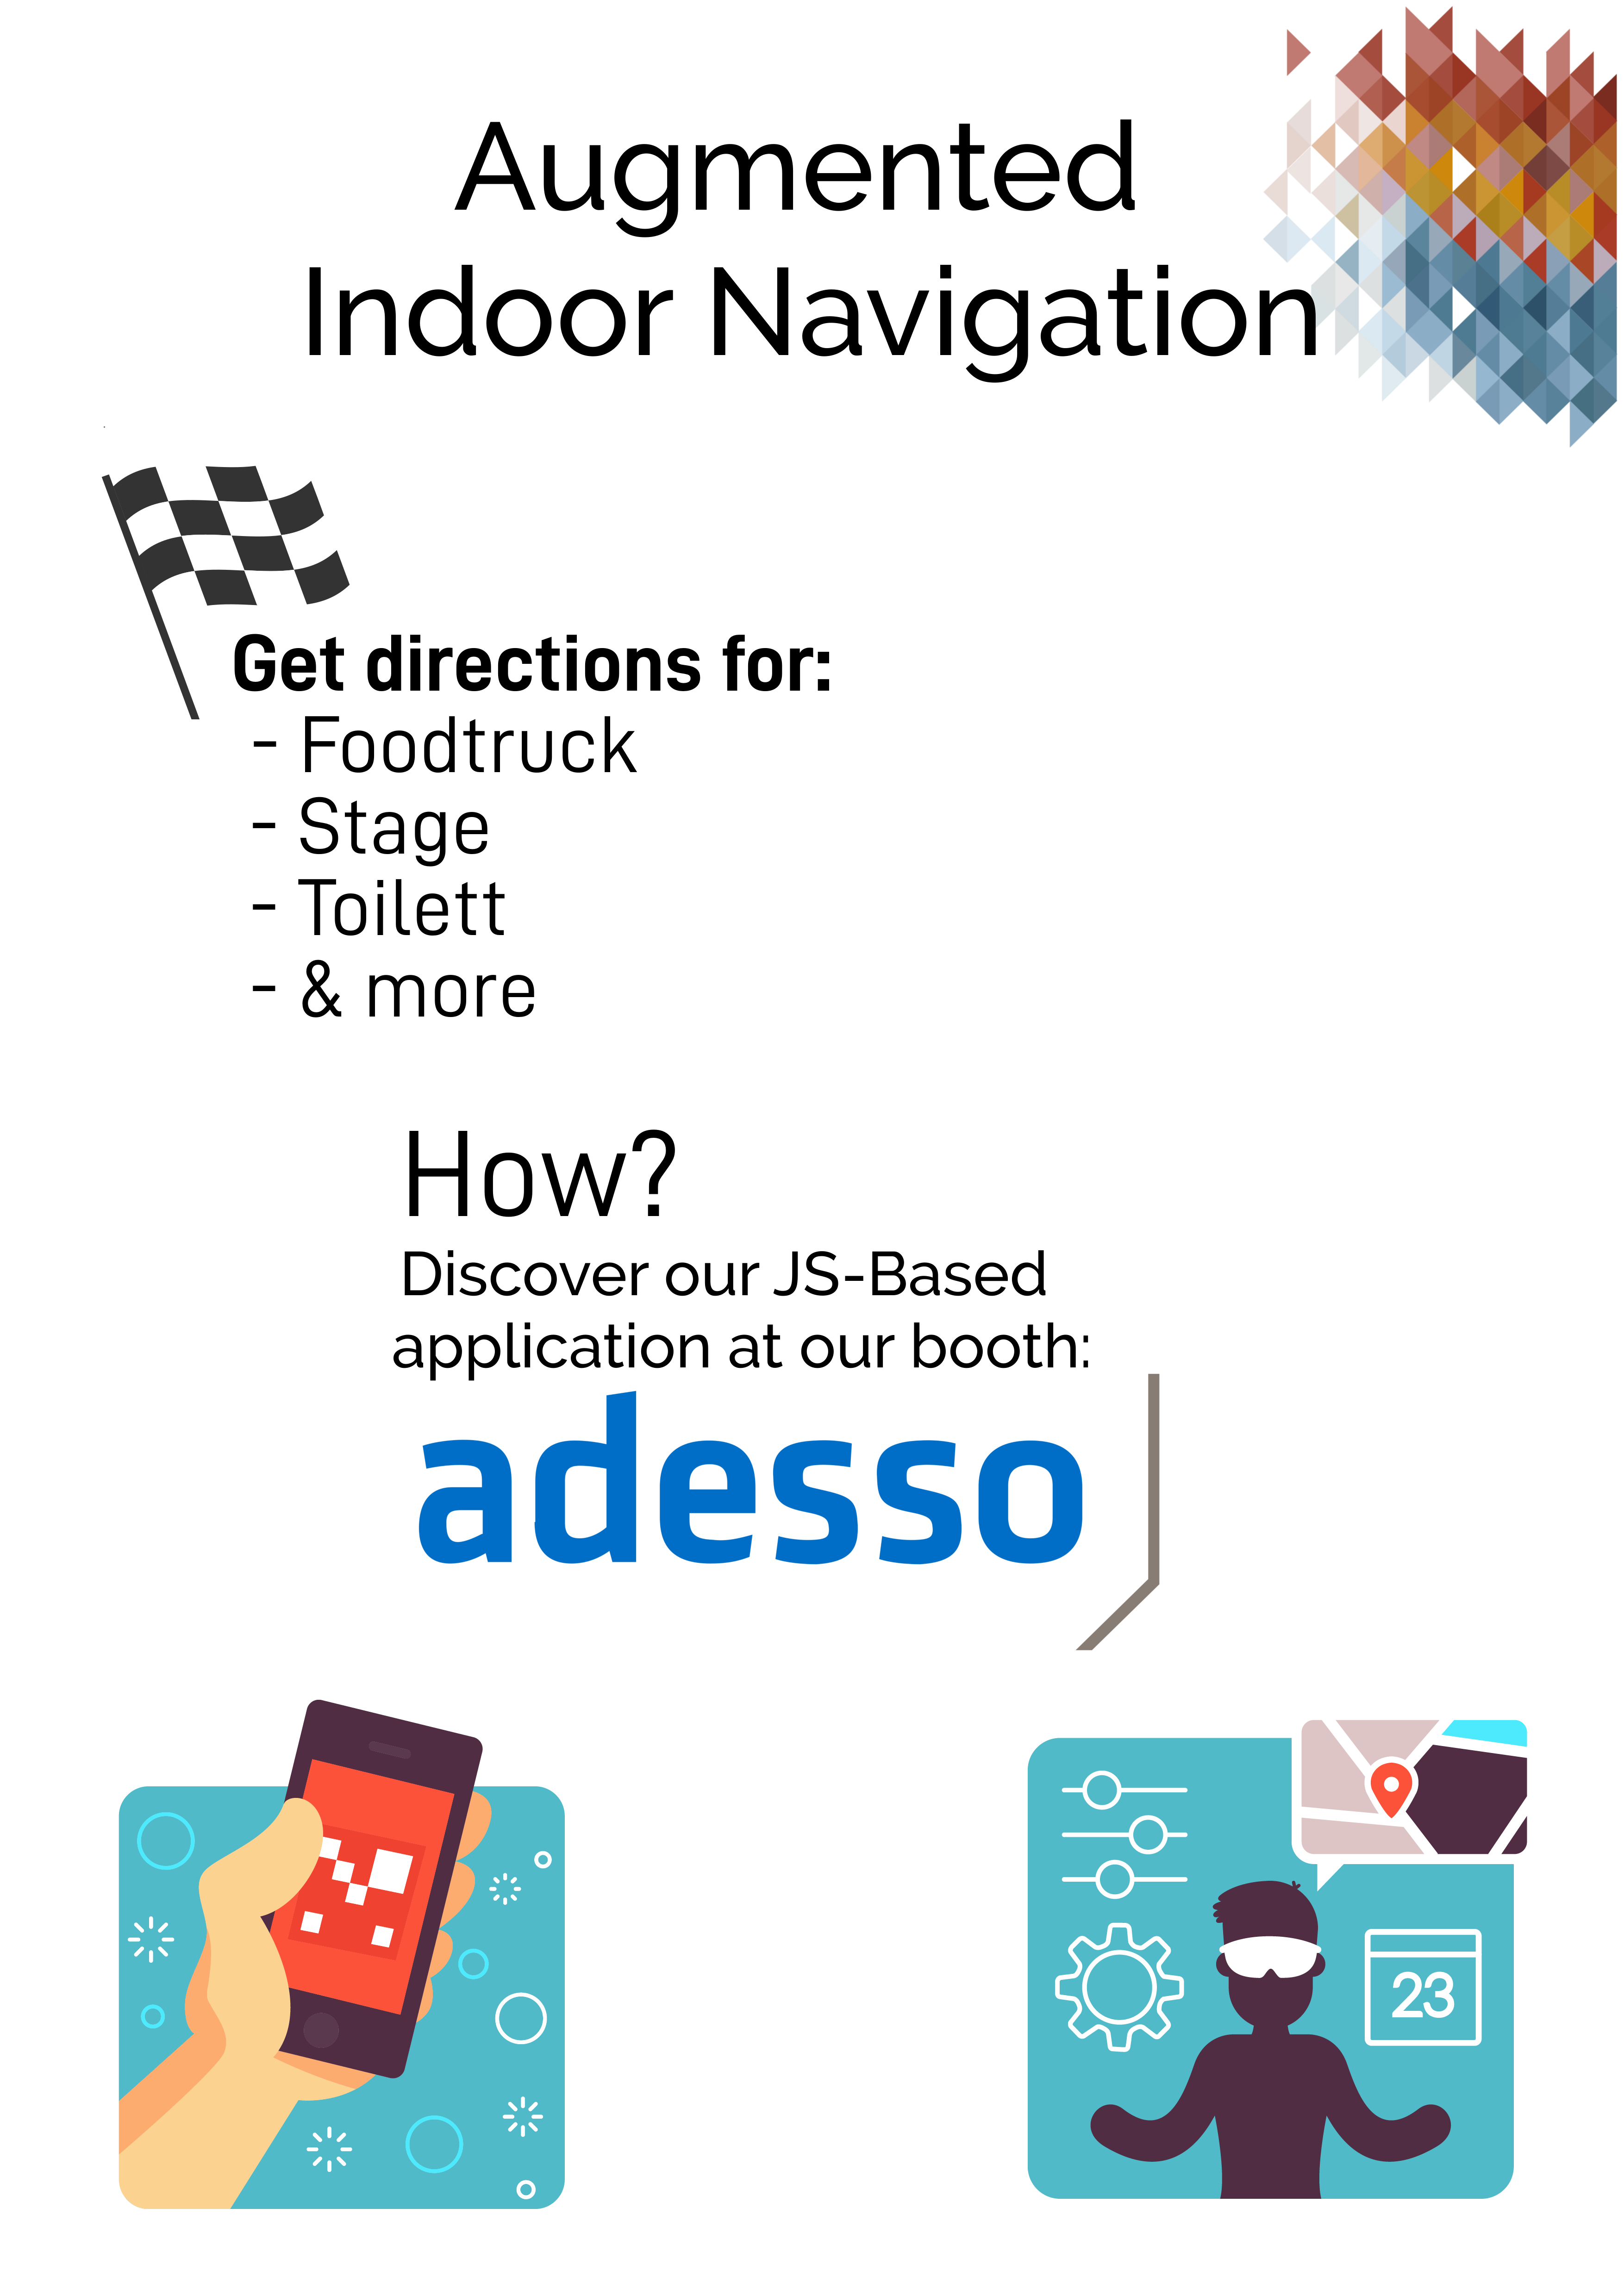 Augmented
Indoor Navigation
Get directions for:
- Foodtruck
- Stage
- Toilett
- & more
How?
Discover our JS-Based
application at our booth:
adesso
23